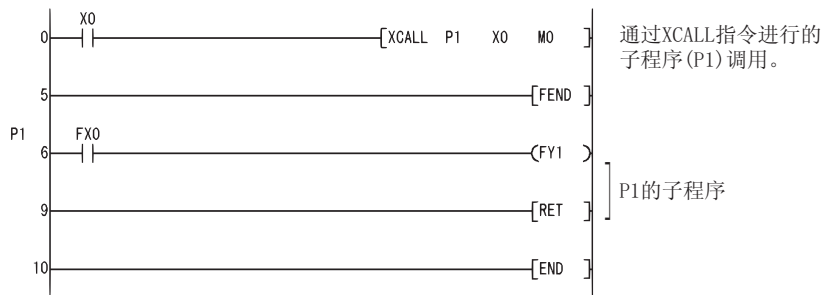 X0
0 [XCALL P1 X0 M0 ]
通过XCALL指令进行的
子程序(P1)调用。
5 [FEND ]
P1 FX0
6 (FY1 )
P1的子程序
9 [RET ]
10 [END ]